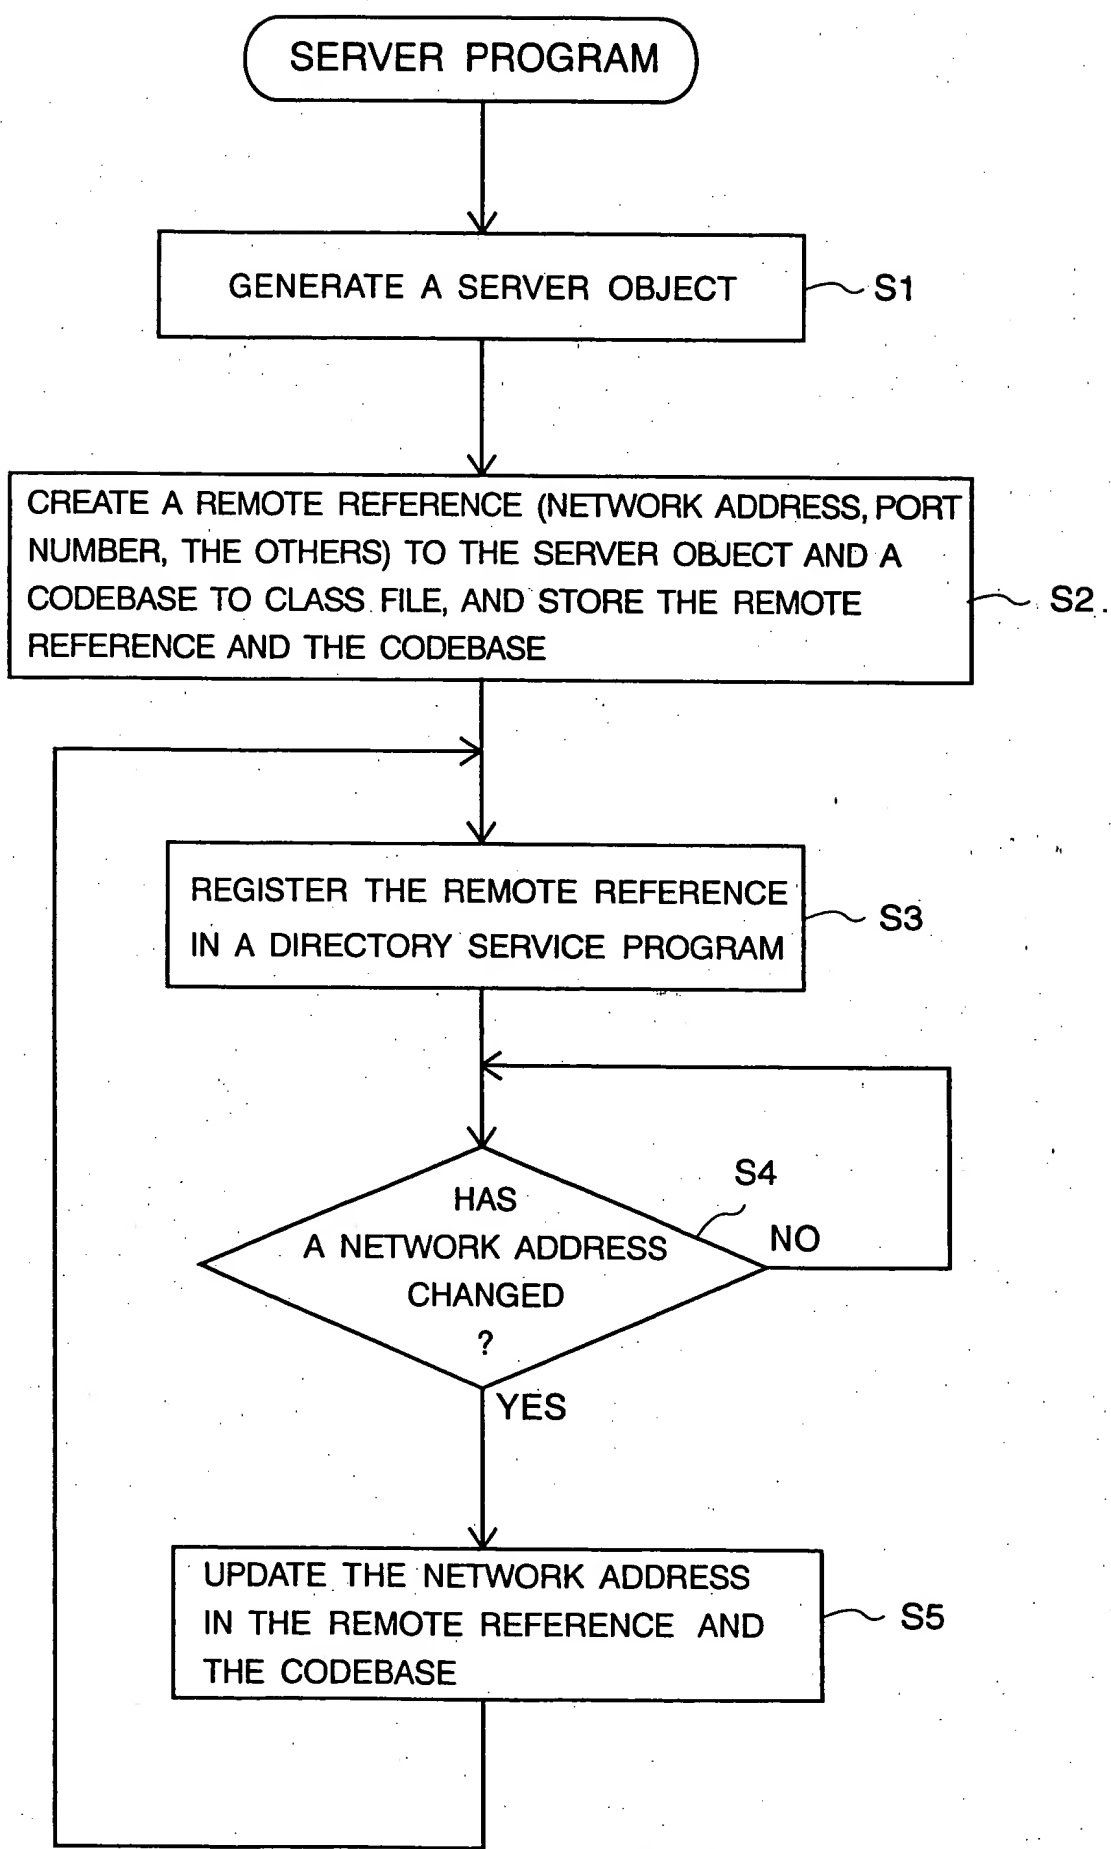 SERVER PROGRAM
GENERATE A SERVER OBJECT
S1
CREATE A REMOTE REFERENCE (NETWORK ADDRESS, PORT
NUMBER, THE OTHERS) TO THE SERVER OBJECT AND A
CODEBASE TO CLASS FILE, AND STORE THE REMOTE
REFERENCE AND THE CODEBASE
S2
REGISTER THE REMOTE REFERENCE
IN A DIRECTORY SERVICE PROGRAM
S3
S4
HAS
A NETWORK ADDRESS
CHANGED
?
NO
YES
UPDATE THE NETWORK ADDRESS
IN THE REMOTE REFERENCE AND
THE CODEBASE
S5